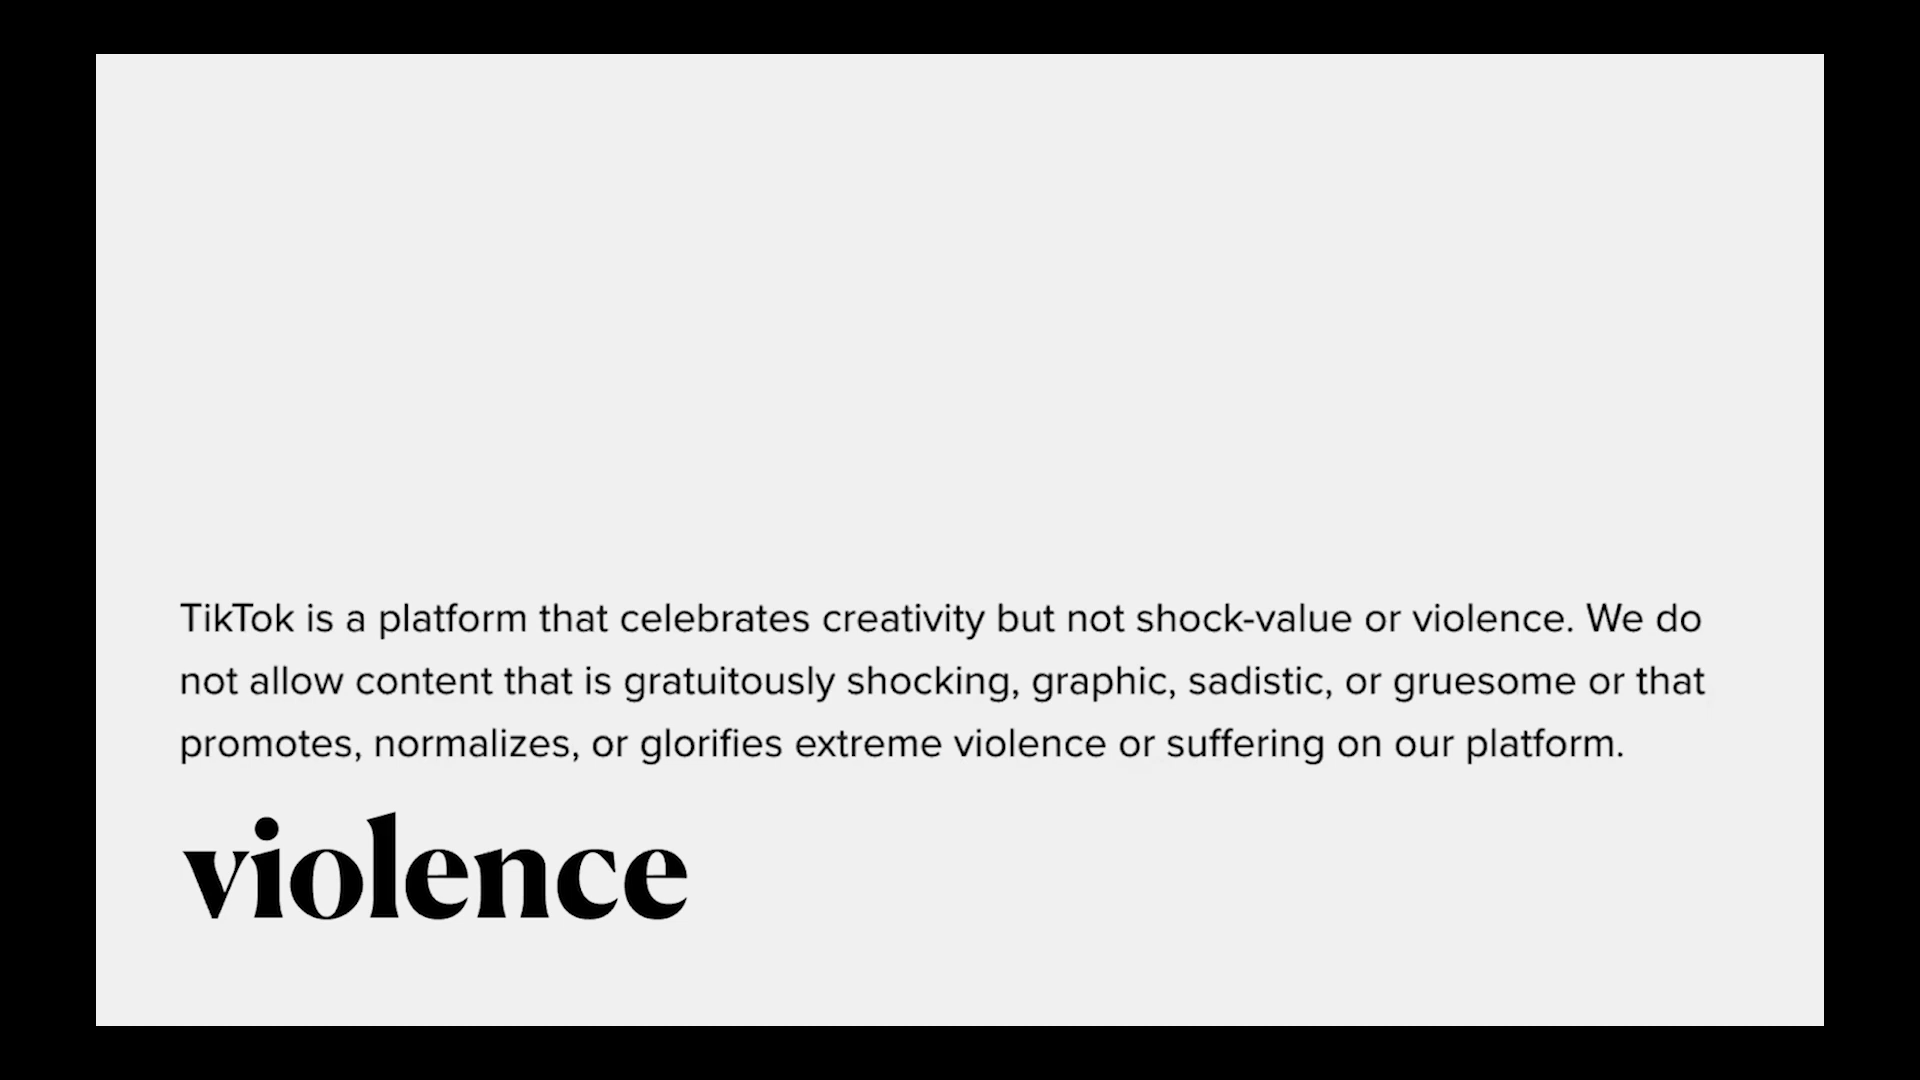 TikTok is a platform that celebrates creativity but not shock-value or violence. We do
not allow content that is gratuitously shocking, graphic, sadistic, or gruesome or that
promotes, normalizes, or glorifies extreme violence or suffering on our platform.
violence